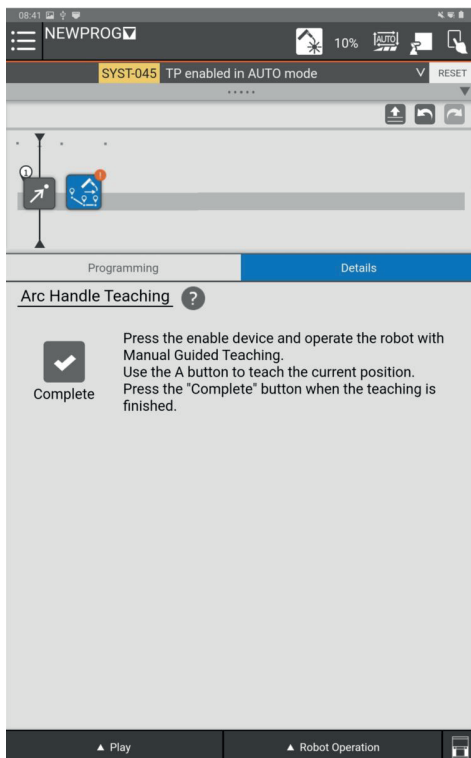 08:41
NEWPROG
10%
AUTO
SYST-045 TP enabled in AUTO mode
RESET
1
!
Programming
Details
Arc Handle Teaching ?
Press the enable device and operate the robot with
Manual Guided Teaching.
Use the A button to teach the current position.
Press the "Complete" button when the teaching is
finished.
Complete
▲ Play
▲ Robot Operation